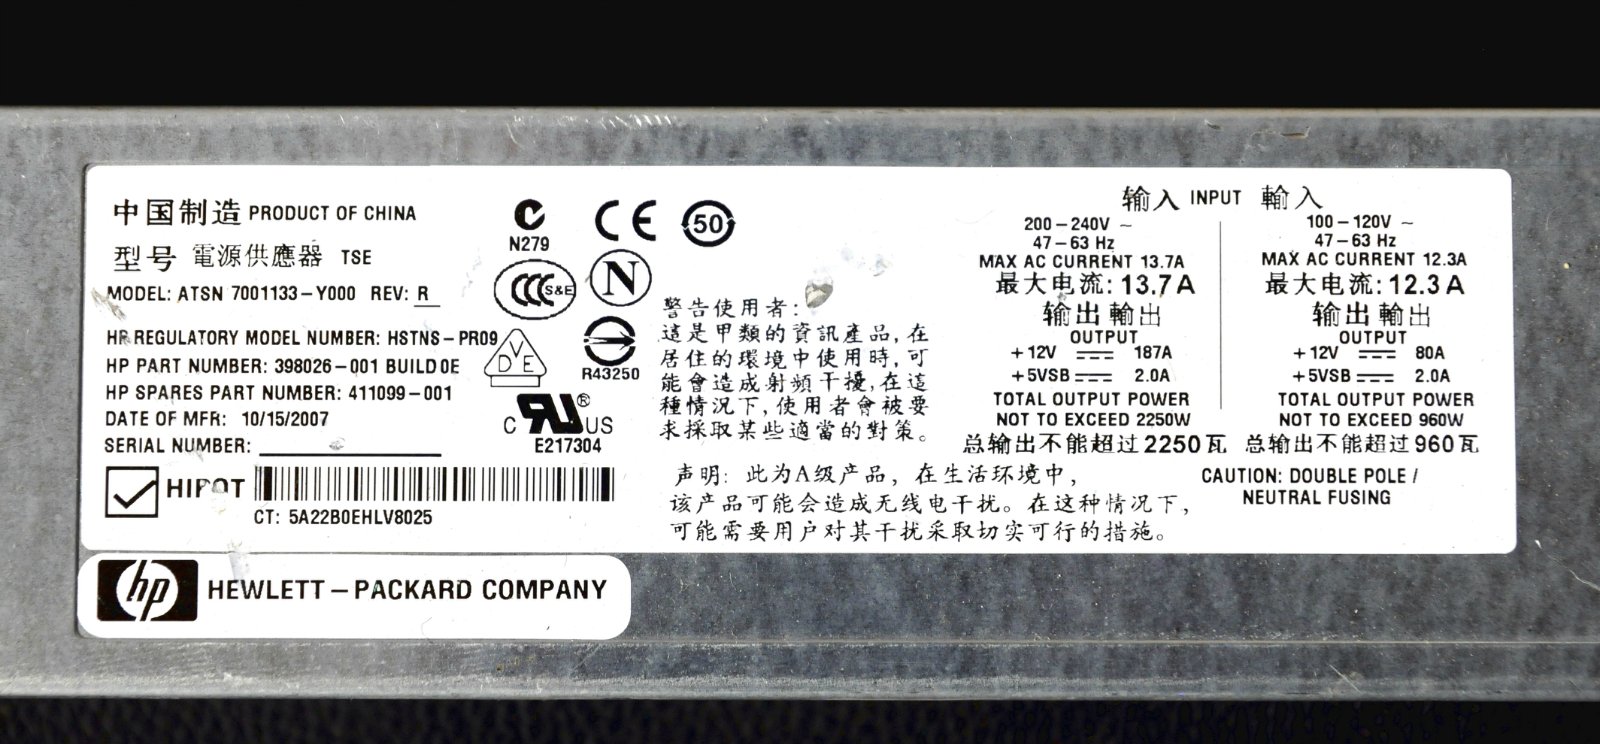 中国制造 PRODUCT OF CHINA
型号 電源供應器 TSE
MODEL: ATSN 7001133-Y000 REV: R
HP REGULATORY MODEL NUMBER: HSTNS-PR09
HP PART NUMBER: 398026-001 BUILD 0E
HP SPARES PART NUMBER: 411099-001
DATE OF MFR: 10/15/2007
SERIAL NUMBER:
HIPOT
CT: 5A22B0EHLV8025
hp HEWLETT-PACKARD COMPANY
N279
CE
50
CCC S&E
N
VDE
R43250
C RU® US
E217304
警告使用者:
這是甲類的資訊產品,在
居住的環境中使用時,可
能會造成射頻干擾,在這
種情況下,使用者會被要
求採取某些適當的對策。
声明: 此为A级产品, 在生活环境中,
该产品可能会造成无线电干扰。在这种情况下,
可能需要用户对其干扰采取切实可行的措施。
输入 INPUT 輸入
200-240V ~
47-63 Hz
MAX AC CURRENT 13.7A
最大电流: 13.7 A
输出 輸出
OUTPUT
+12V ⎓ 187A
+5VSB ⎓ 2.0A
TOTAL OUTPUT POWER
NOT TO EXCEED 2250W
总输出不能超过 2250 瓦
100-120V ~
47-63 Hz
MAX AC CURRENT 12.3A
最大电流: 12.3 A
输出 輸出
OUTPUT
+12V ⎓ 80A
+5VSB ⎓ 2.0A
TOTAL OUTPUT POWER
NOT TO EXCEED 960W
总输出不能超过 960 瓦
CAUTION: DOUBLE POLE /
NEUTRAL FUSING